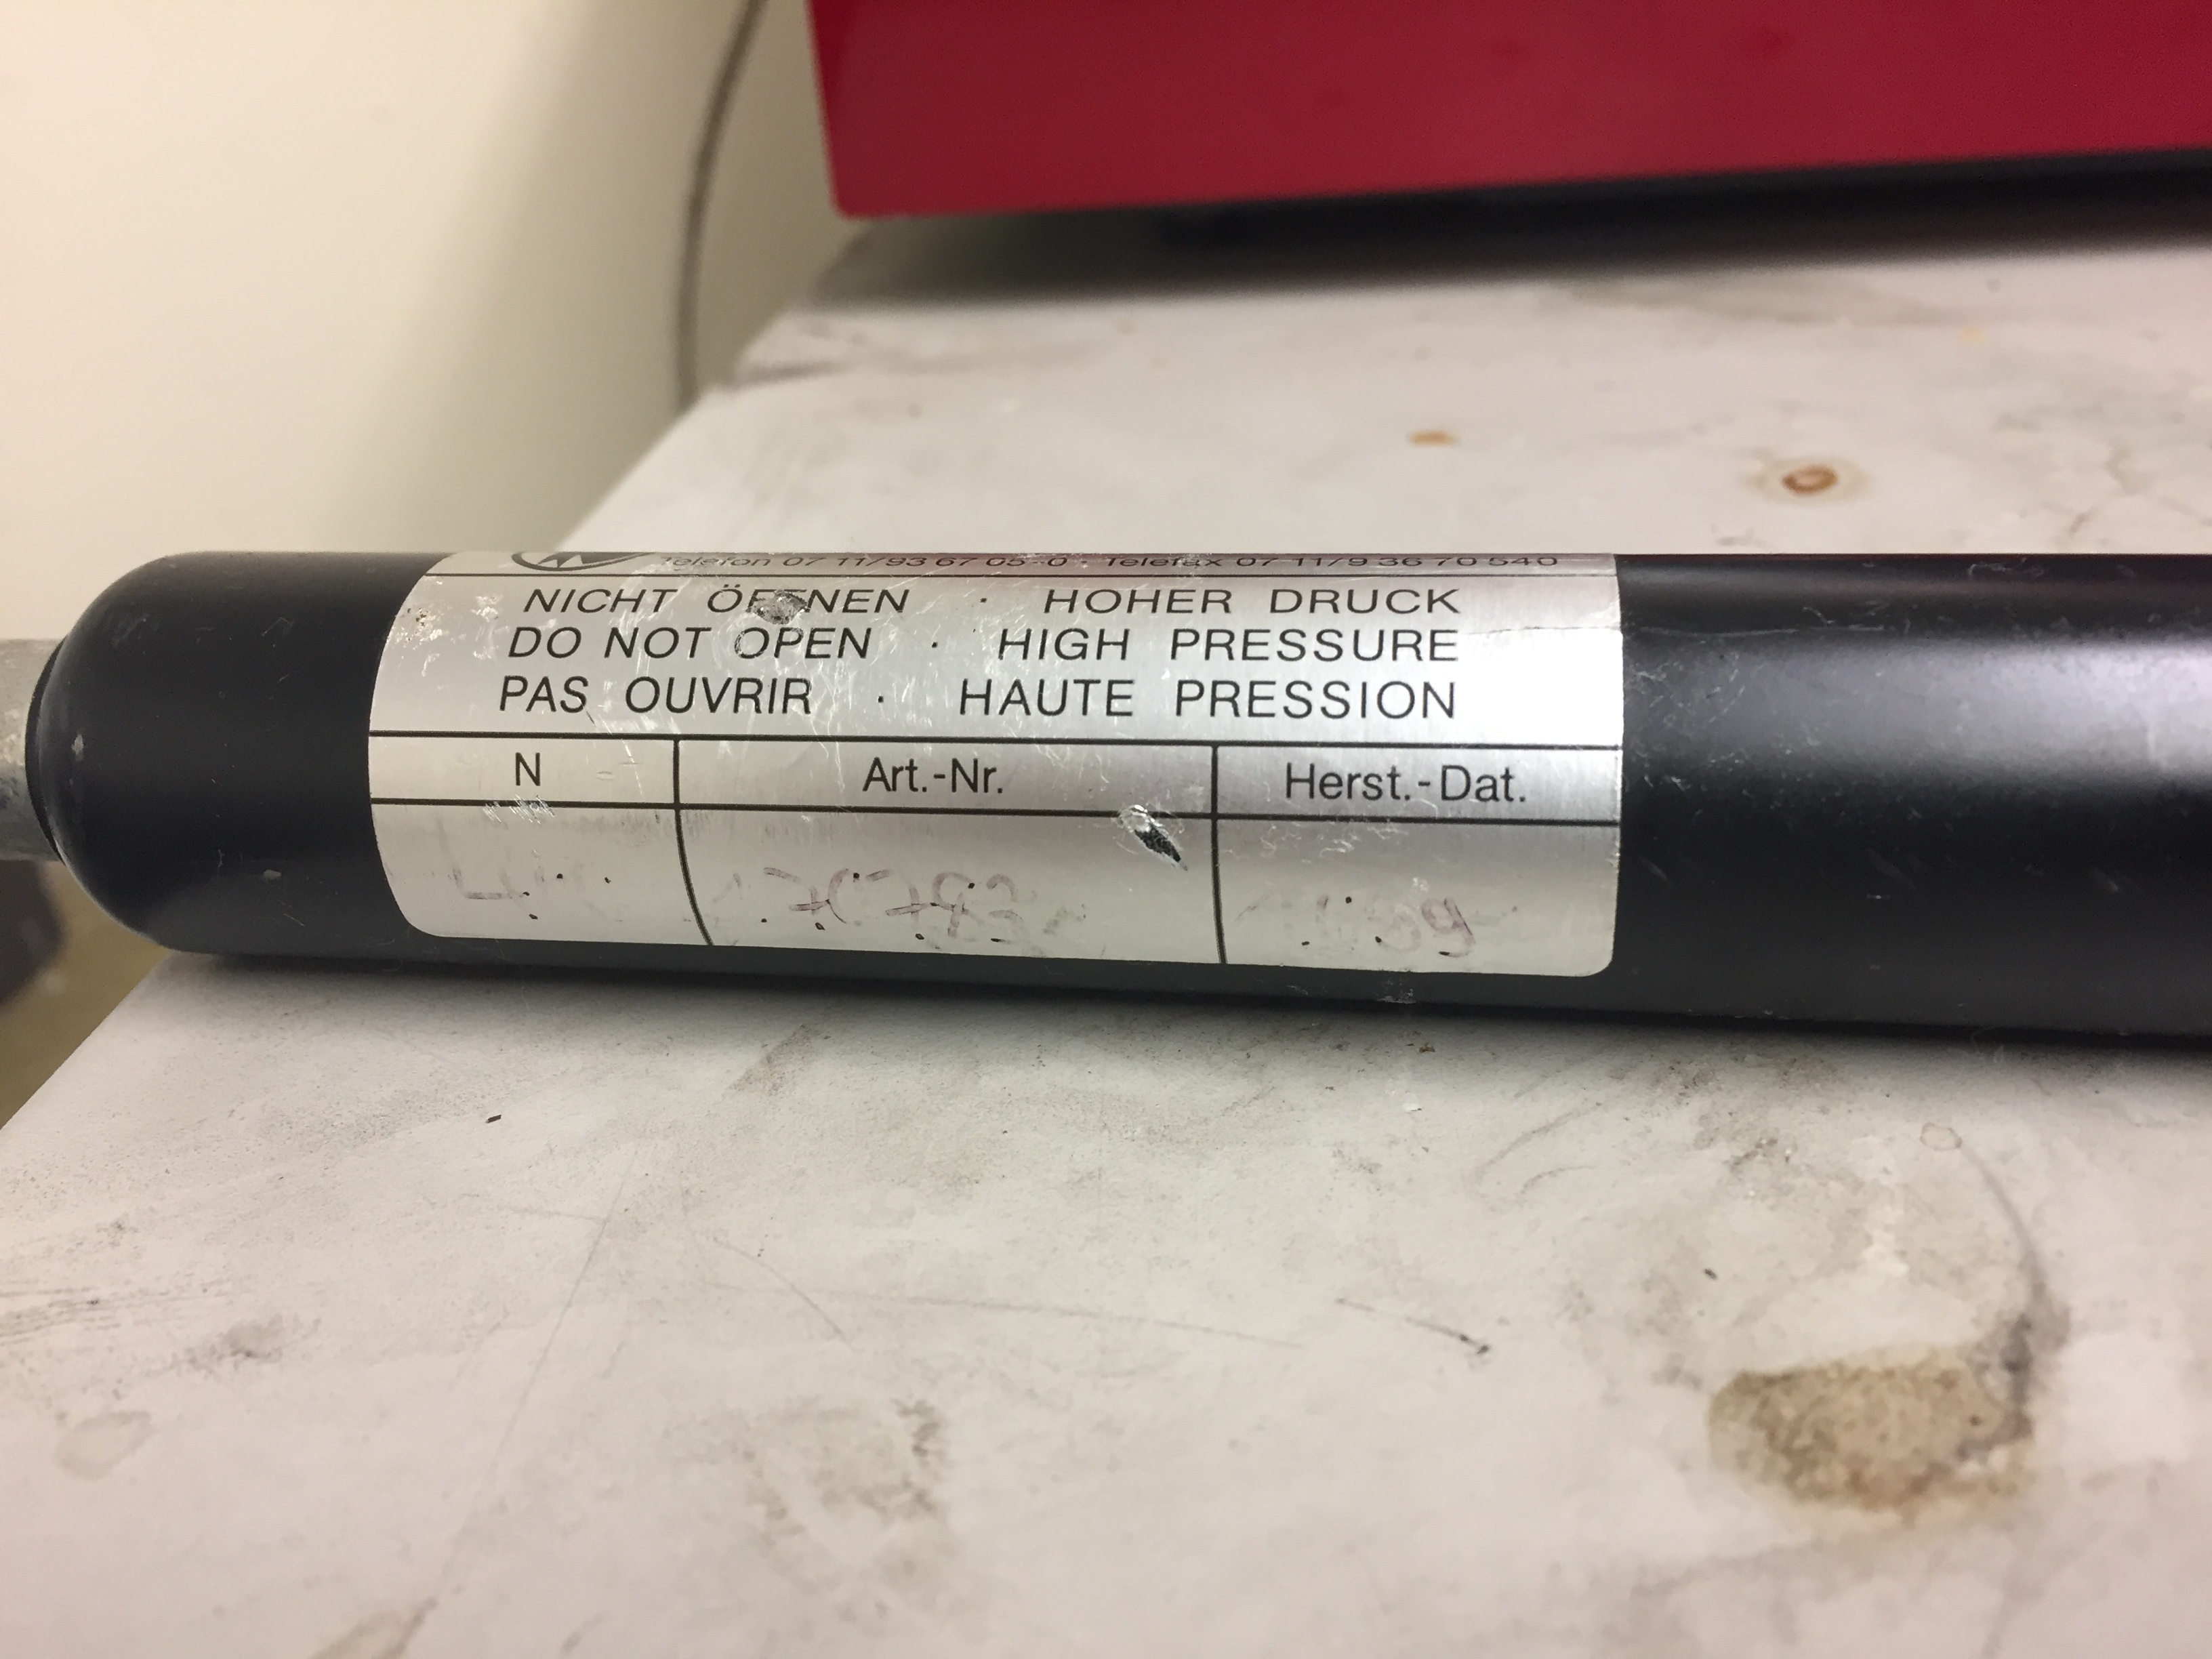 Telefon 07 11/93 67 05-0 · Telefax 07 11/9 36 70 540
NICHT ÖFFNEN · HOHER DRUCK
DO NOT OPEN · HIGH PRESSURE
PAS OUVRIR · HAUTE PRESSION
N Art.-Nr. Herst.-Dat.